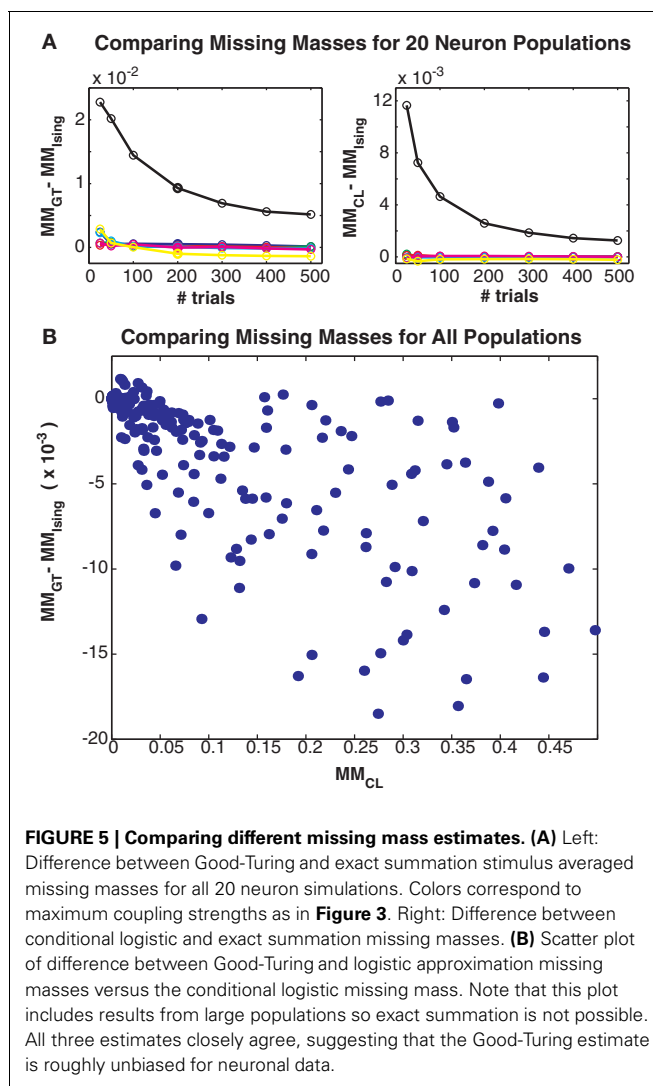 A Comparing Missing Masses for 20 Neuron Populations
x 10-2
2
1
0
MMGT- MMIsing
0 100 200 300 400 500
# trials
x 10-3
12
8
4
0
MMCL- MMIsing
0 100 200 300 400 500
# trials
B Comparing Missing Masses for All Populations
0
-5
-10
-15
-20
MMGT- MMIsing ( x 10-3)
0 0.05 0.1 0.15 0.2 0.25 0.3 0.35 0.4 0.45
MMCL
FIGURE 5 | Comparing different missing mass estimates. (A) Left:
Difference between Good-Turing and exact summation stimulus averaged
missing masses for all 20 neuron simulations. Colors correspond to
maximum coupling strengths as in Figure 3. Right: Difference between
conditional logistic and exact summation missing masses. (B) Scatter plot
of difference between Good-Turing and logistic approximation missing
masses versus the conditional logistic missing mass. Note that this plot
includes results from large populations so exact summation is not possible.
All three estimates closely agree, suggesting that the Good-Turing estimate
is roughly unbiased for neuronal data.